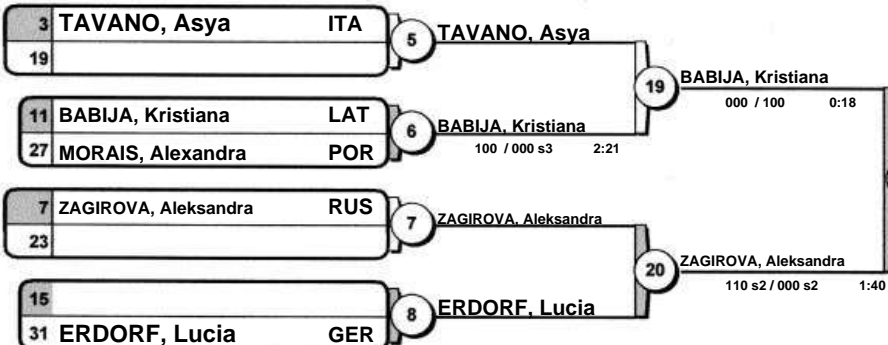 3 TAVANO, Asya ITA
19
5
TAVANO, Asya
11 BABIJA, Kristiana LAT
27 MORAIS, Alexandra POR
6
BABIJA, Kristiana
100 / 000 s3 2:21
19
BABIJA, Kristiana
000 / 100 0:18
7 ZAGIROVA, Aleksandra RUS
23
7
ZAGIROVA, Aleksandra
15
31 ERDORF, Lucia GER
8
ERDORF, Lucia
20
ZAGIROVA, Aleksandra
110 s2 / 000 s2 1:40